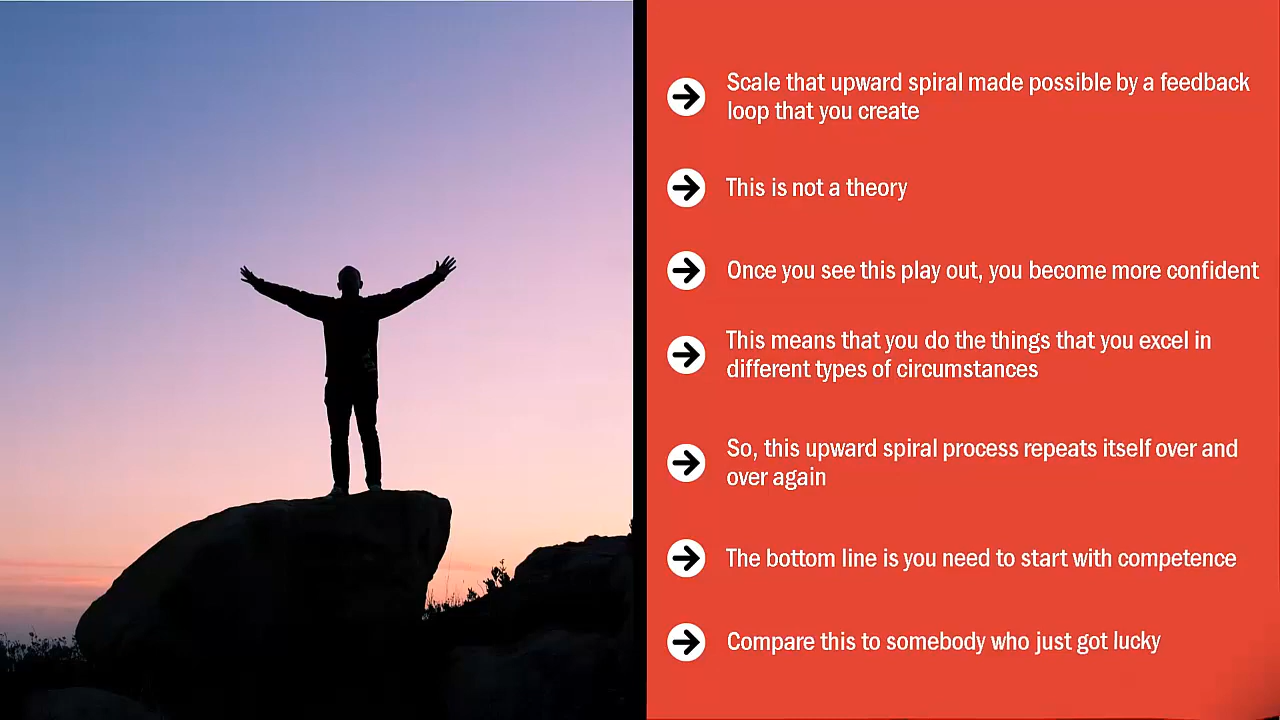 Scale that upward spiral made possible by a feedback
loop that you create
This is not a theory
Once you see this play out, you become more confident
This means that you do the things that you excel in
different types of circumstances
So, this upward spiral process repeats itself over and
over again
The bottom line is you need to start with competence
Compare this to somebody who just got lucky